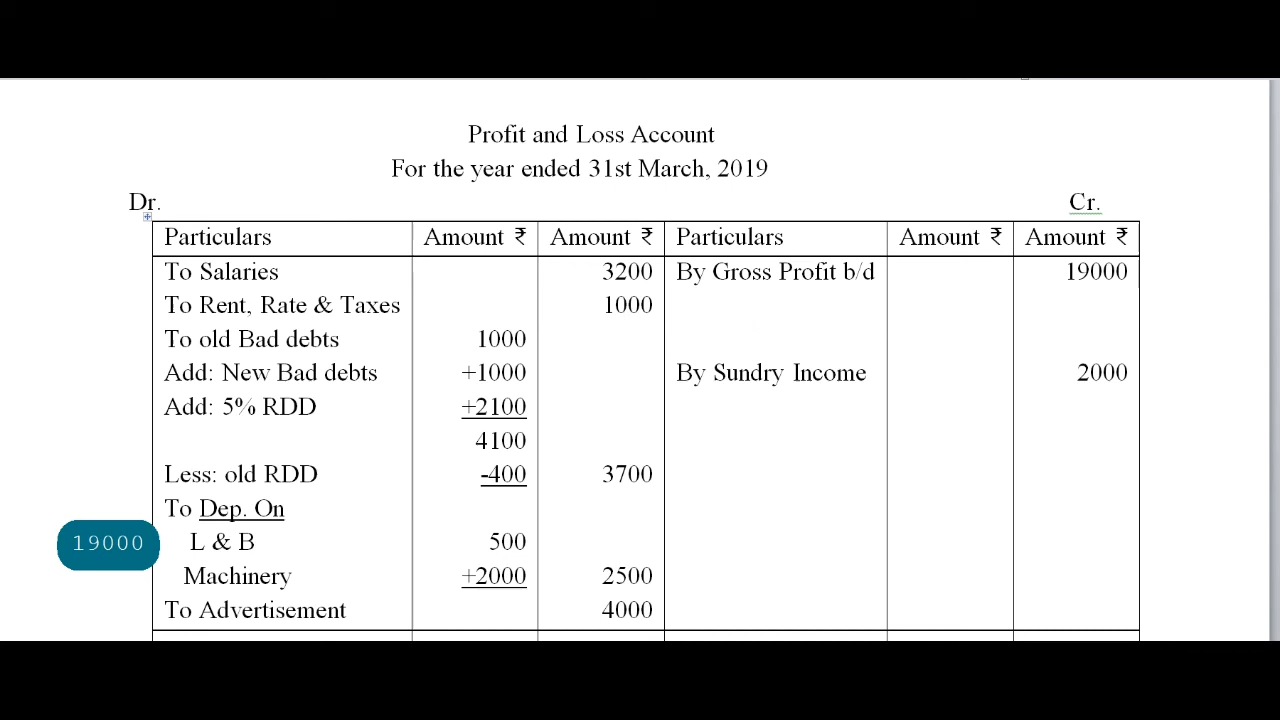 Profit and Loss Account
For the year ended 31st March, 2019
Dr. Cr.
Particulars Amount ₹ Amount ₹ Particulars Amount ₹ Amount ₹
To Salaries 3200 By Gross Profit b/d 19000
To Rent, Rate & Taxes 1000
To old Bad debts 1000
Add: New Bad debts +1000 By Sundry Income 2000
Add: 5% RDD +2100
4100
Less: old RDD -400 3700
To Dep. On
19000 L & B 500
Machinery +2000 2500
To Advertisement 4000